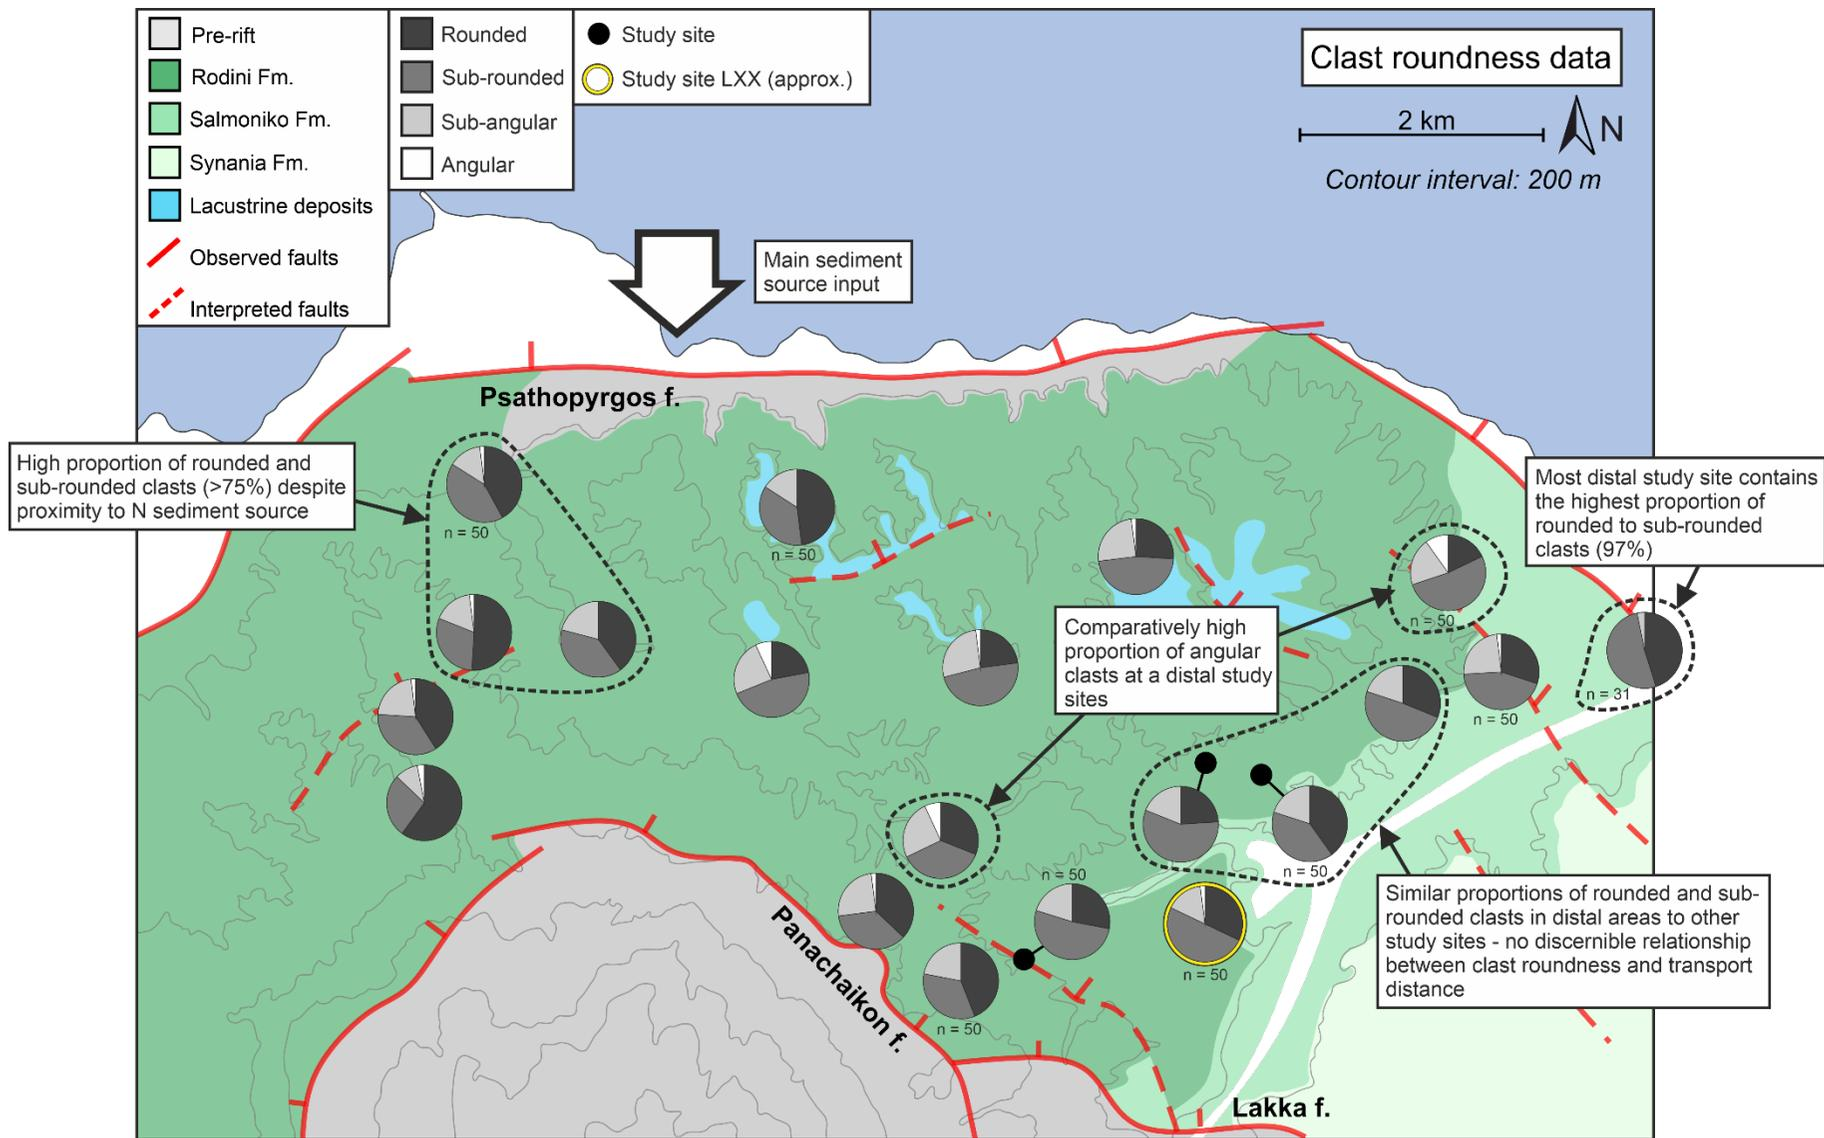 Pre-rift
Rodini Fm.
Salmoniko Fm.
Synania Fm.
Lacustrine deposits
Observed faults
Interpreted faults
Rounded
Sub-rounded
Sub-angular
Angular
Study site
Study site LXX (approx.)
Clast roundness data
2 km
N
Contour interval: 200 m
Main sediment
source input
Psathopyrgos f.
High proportion of rounded and
sub-rounded clasts (>75%) despite
proximity to N sediment source
n = 50
n = 50
Most distal study site contains
the highest proportion of
rounded to sub-rounded
clasts (97%)
n = 50
Comparatively high
proportion of angular
clasts at a distal study
sites
n = 31
n = 50
n = 50
n = 50
Similar proportions of rounded and sub-
rounded clasts in distal areas to other
study sites - no discernible relationship
between clast roundness and transport
distance
Panachaikon f.
n = 50
n = 50
Lakka f.